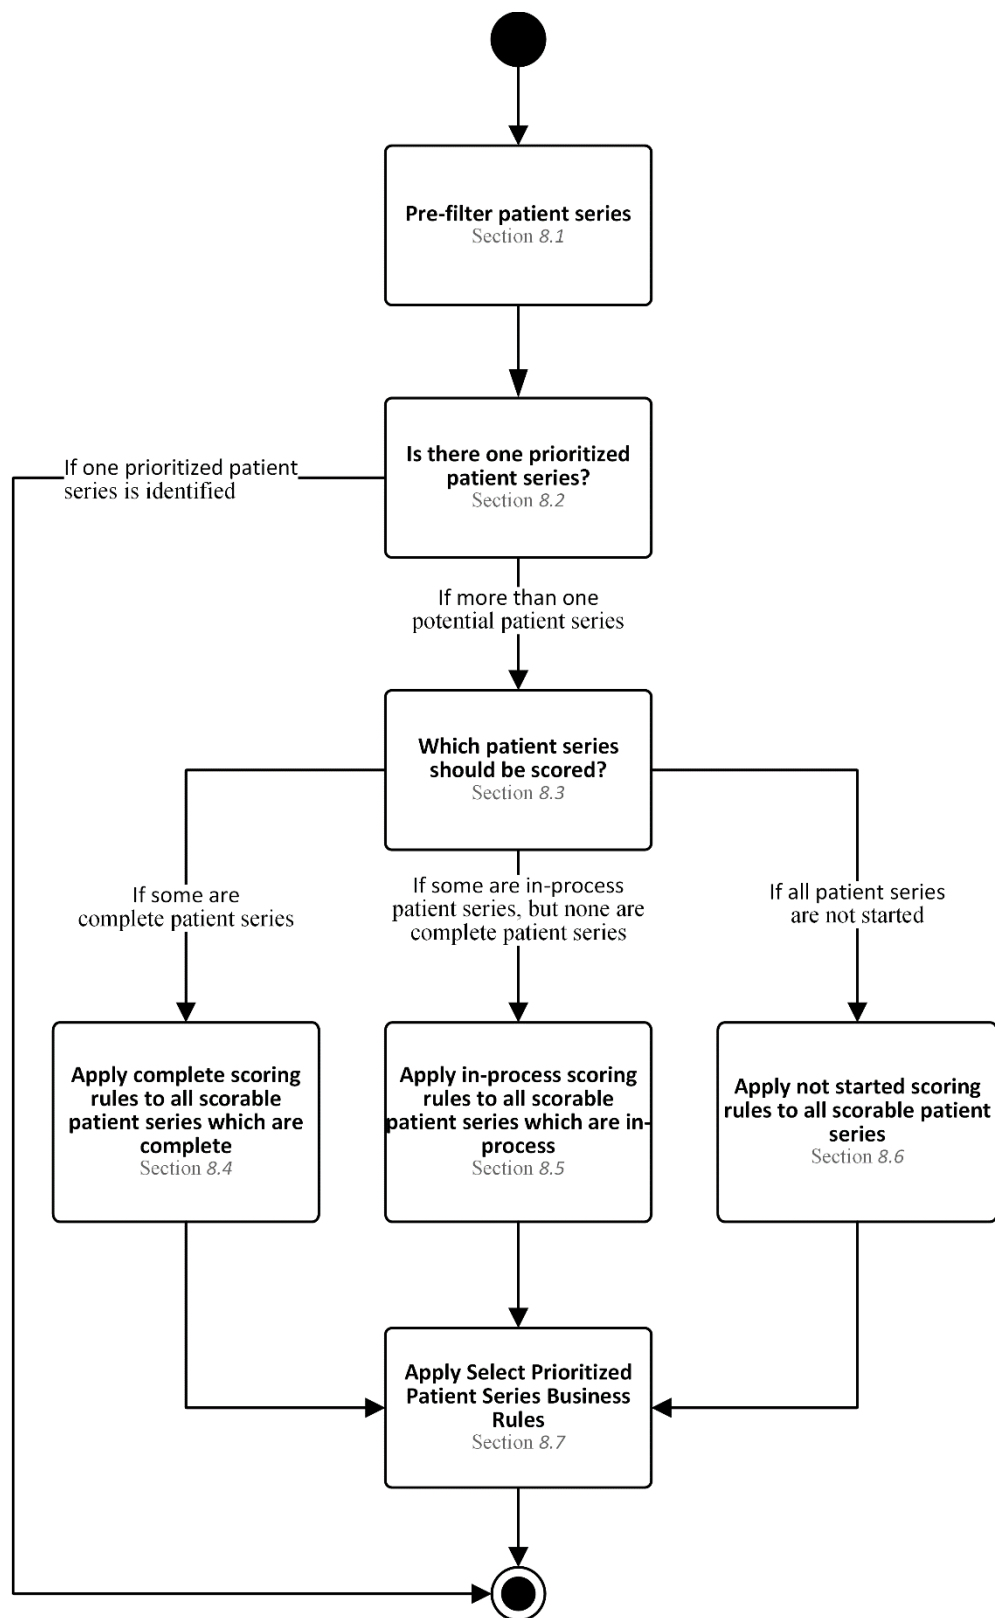 Pre-filter patient series
Section 8.1
Is there one prioritized
patient series?
Section 8.2
If one prioritized patient
series is identified
If more than one
potential patient series
Which patient series
should be scored?
Section 8.3
If some are
complete patient series
If some are in-process
patient series, but none are
complete patient series
If all patient series
are not started
Apply complete scoring
rules to all scorable
patient series which are
complete
Section 8.4
Apply in-process scoring
rules to all scorable
patient series which are in-
process
Section 8.5
Apply not started scoring
rules to all scorable patient
series
Section 8.6
Apply Select Prioritized
Patient Series Business
Rules
Section 8.7